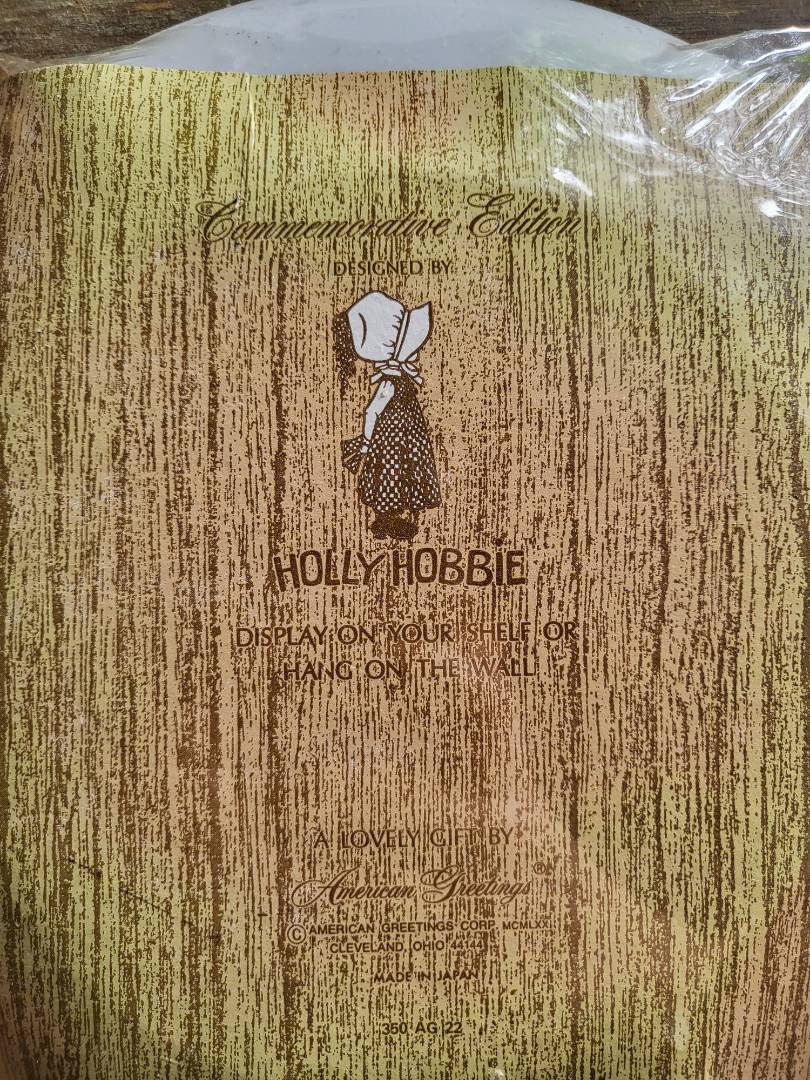 Commemorative Edition
DESIGNED BY
HOLLY HOBBIE™
DISPLAY ON YOUR SHELF OR
HANG ON THE WALL
A LOVELY GIFT BY
American Greetings®
© AMERICAN GREETINGS CORP. MCMLXX
CLEVELAND, OHIO 44144
MADE IN JAPAN
350 AG 22